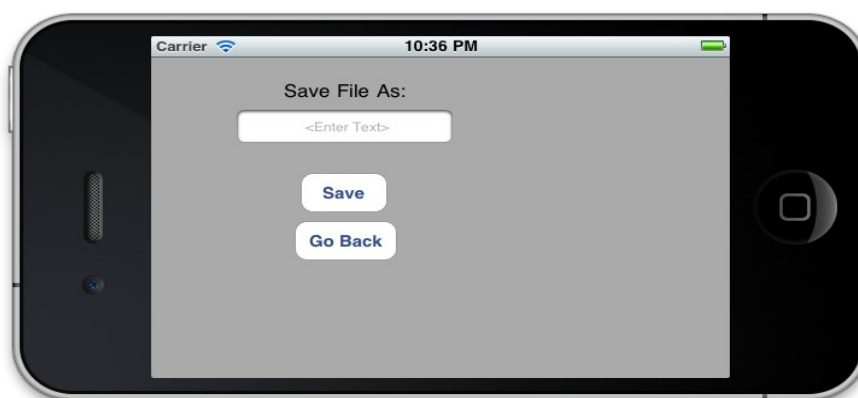 Carrier 10:36 PM
Save File As:
<Enter Text>
Save
Go Back